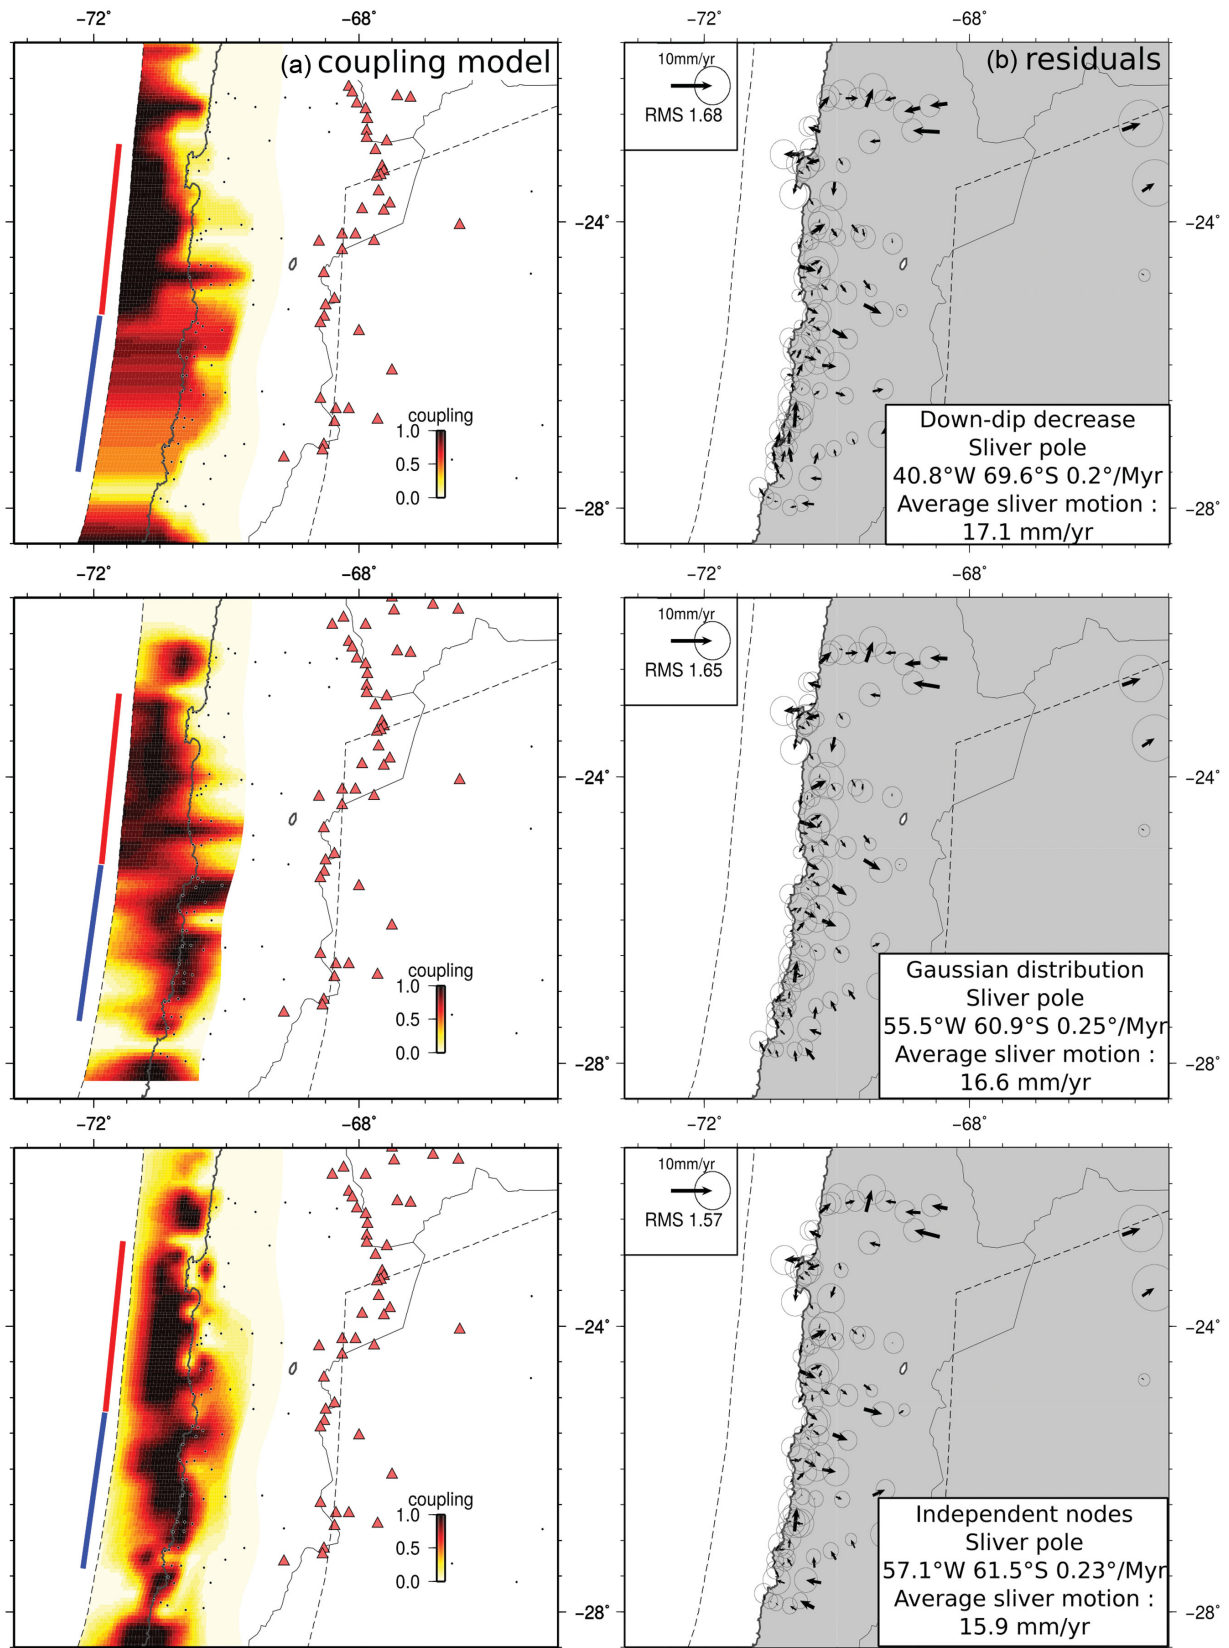 −72° −68° −72° −68°
(a) coupling model
(b) residuals
10mm/yr
RMS 1.68
−24°
−24°
coupling
1.0
0.5
0.0
Down-dip decrease
Sliver pole
40.8°W 69.6°S 0.2°/Myr
Average sliver motion :
17.1 mm/yr
−28°
−28°
−72° −68° −72° −68°
10mm/yr
RMS 1.65
−24°
−24°
coupling
1.0
0.5
0.0
Gaussian distribution
Sliver pole
55.5°W 60.9°S 0.25°/Myr
Average sliver motion :
16.6 mm/yr
−28°
−28°
−72° −68° −72° −68°
10mm/yr
RMS 1.57
−24°
−24°
coupling
1.0
0.5
0.0
Independent nodes
Sliver pole
57.1°W 61.5°S 0.23°/Myr
Average sliver motion :
15.9 mm/yr
−28°
−28°